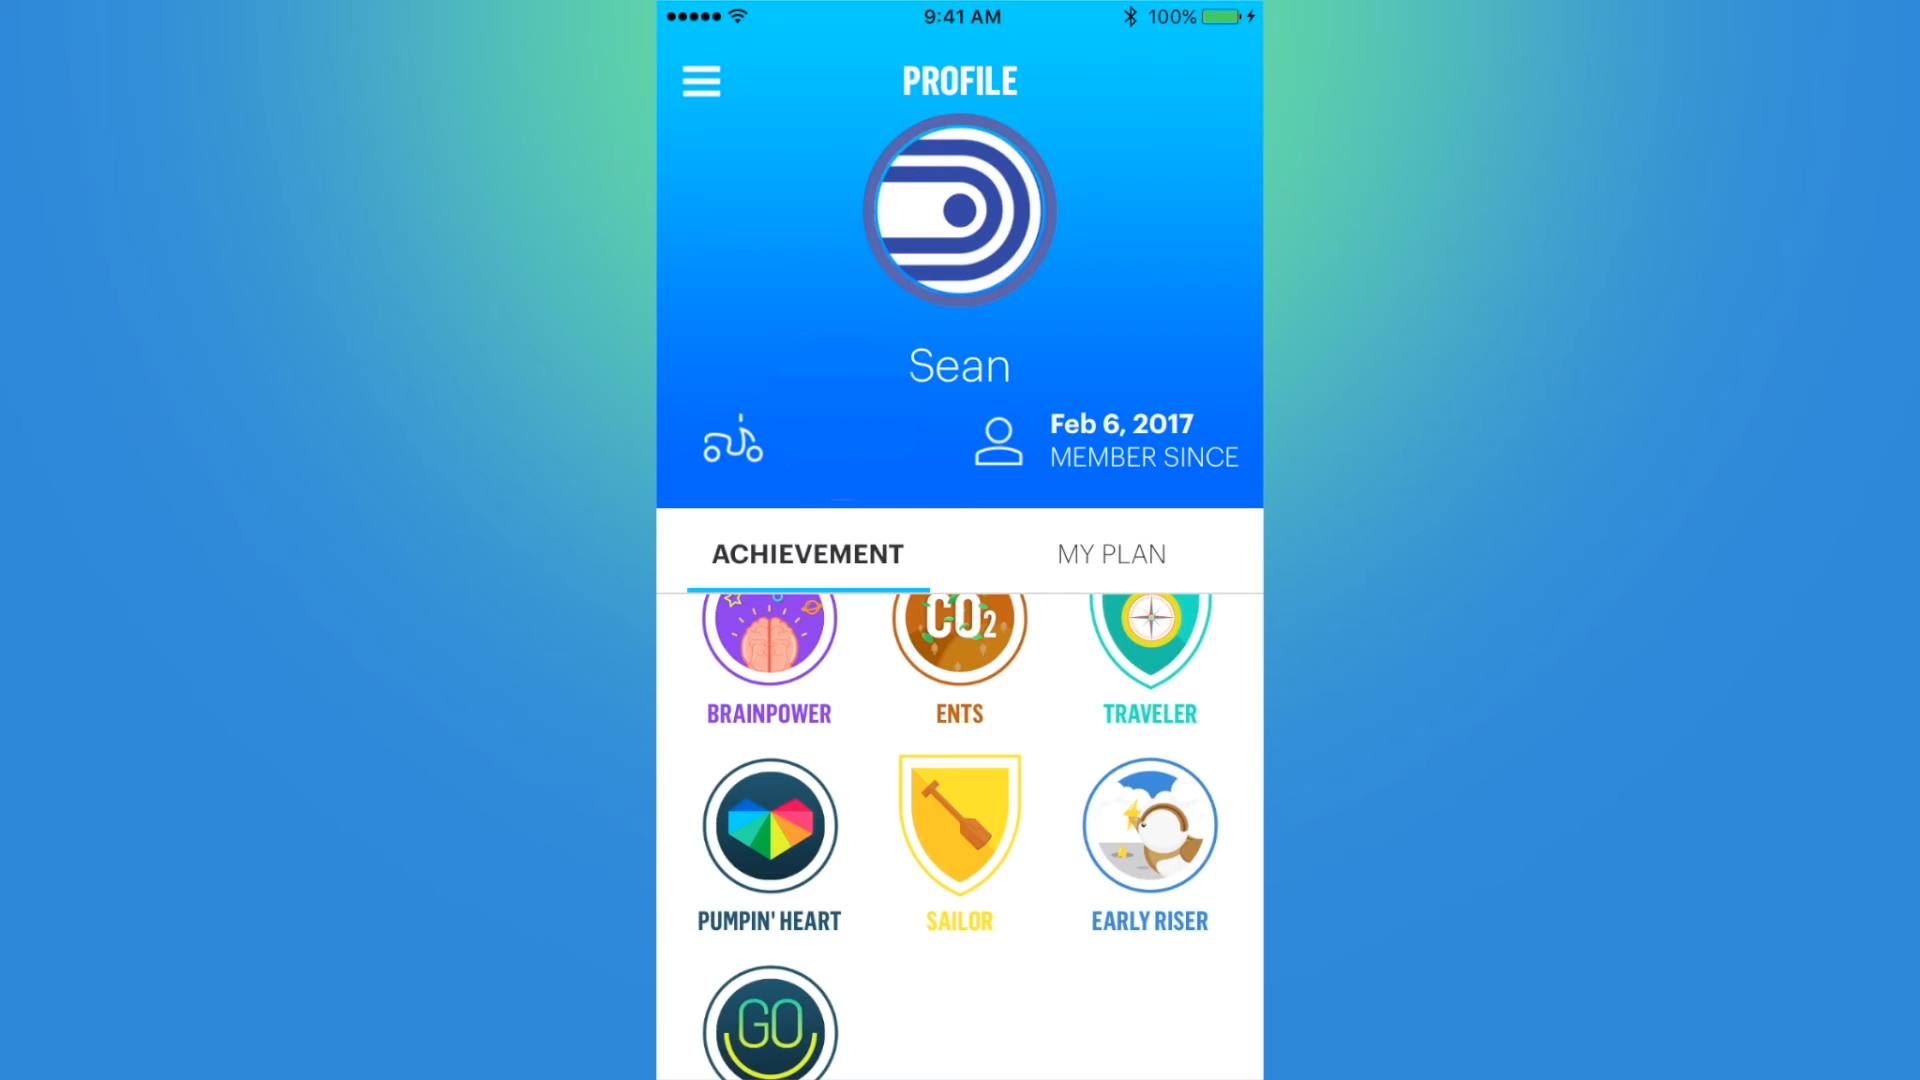 9:41 AM
100%
PROFILE
Sean
Feb 6, 2017
MEMBER SINCE
ACHIEVEMENT
MY PLAN
CO2
BRAINPOWER
ENTS
TRAVELER
PUMPIN' HEART
SAILOR
EARLY RISER
GO